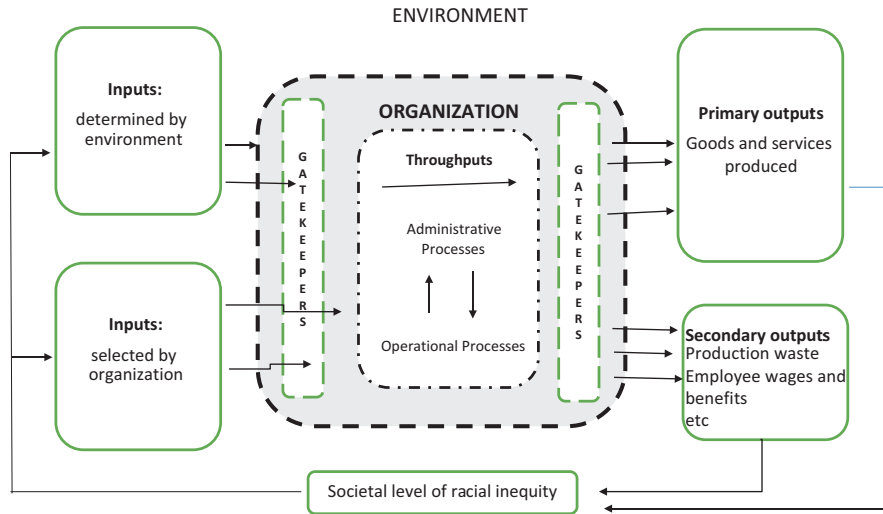 ENVIRONMENT
Inputs:
determined by
environment
Inputs:
selected by
organization
GATEKEEPERS
ORGANIZATION
Throughputs
Administrative
Processes
Operational Processes
GATEKEEPERS
Primary outputs
Goods and services
produced
Secondary outputs
Production waste
Employee wages and
benefits
etc
Societal level of racial inequity